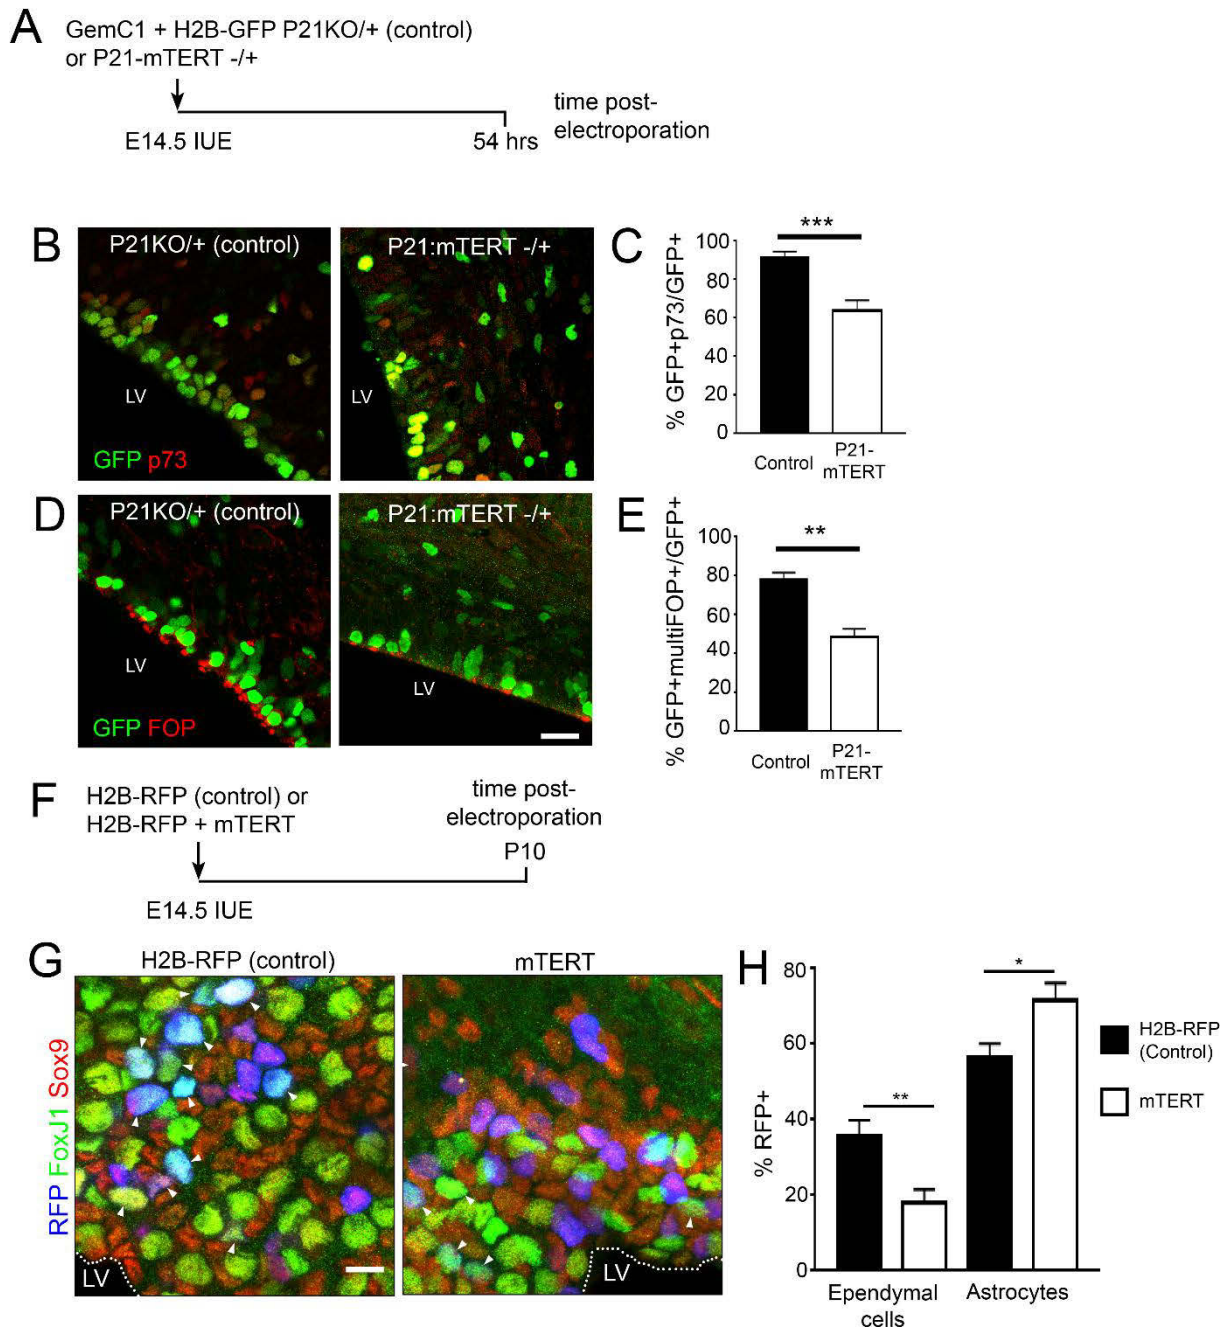 A
GemC1 + H2B-GFP P21KO/+ (control)
or P21-mTERT -/+
E14.5 IUE
54 hrs
time post-
electroporation
B
P21KO/+ (control)
LV
GFP p73
P21:mTERT -/+
LV
C
% GFP+p73/GFP+
100
80
60
40
20
0
***
Control
P21-
mTERT
D
P21KO/+ (control)
LV
GFP FOP
P21:mTERT -/+
LV
E
% GFP+multiFOP+/GFP+
100
80
60
40
20
0
**
Control
P21-
mTERT
F
H2B-RFP (control) or
H2B-RFP + mTERT
E14.5 IUE
time post-
electroporation
P10
G
RFP FoxJ1 Sox9
H2B-RFP (control)
LV
mTERT
LV
H
% RFP+
80
60
40
20
0
**
*
Ependymal
cells
Astrocytes
H2B-RFP
(Control)
mTERT